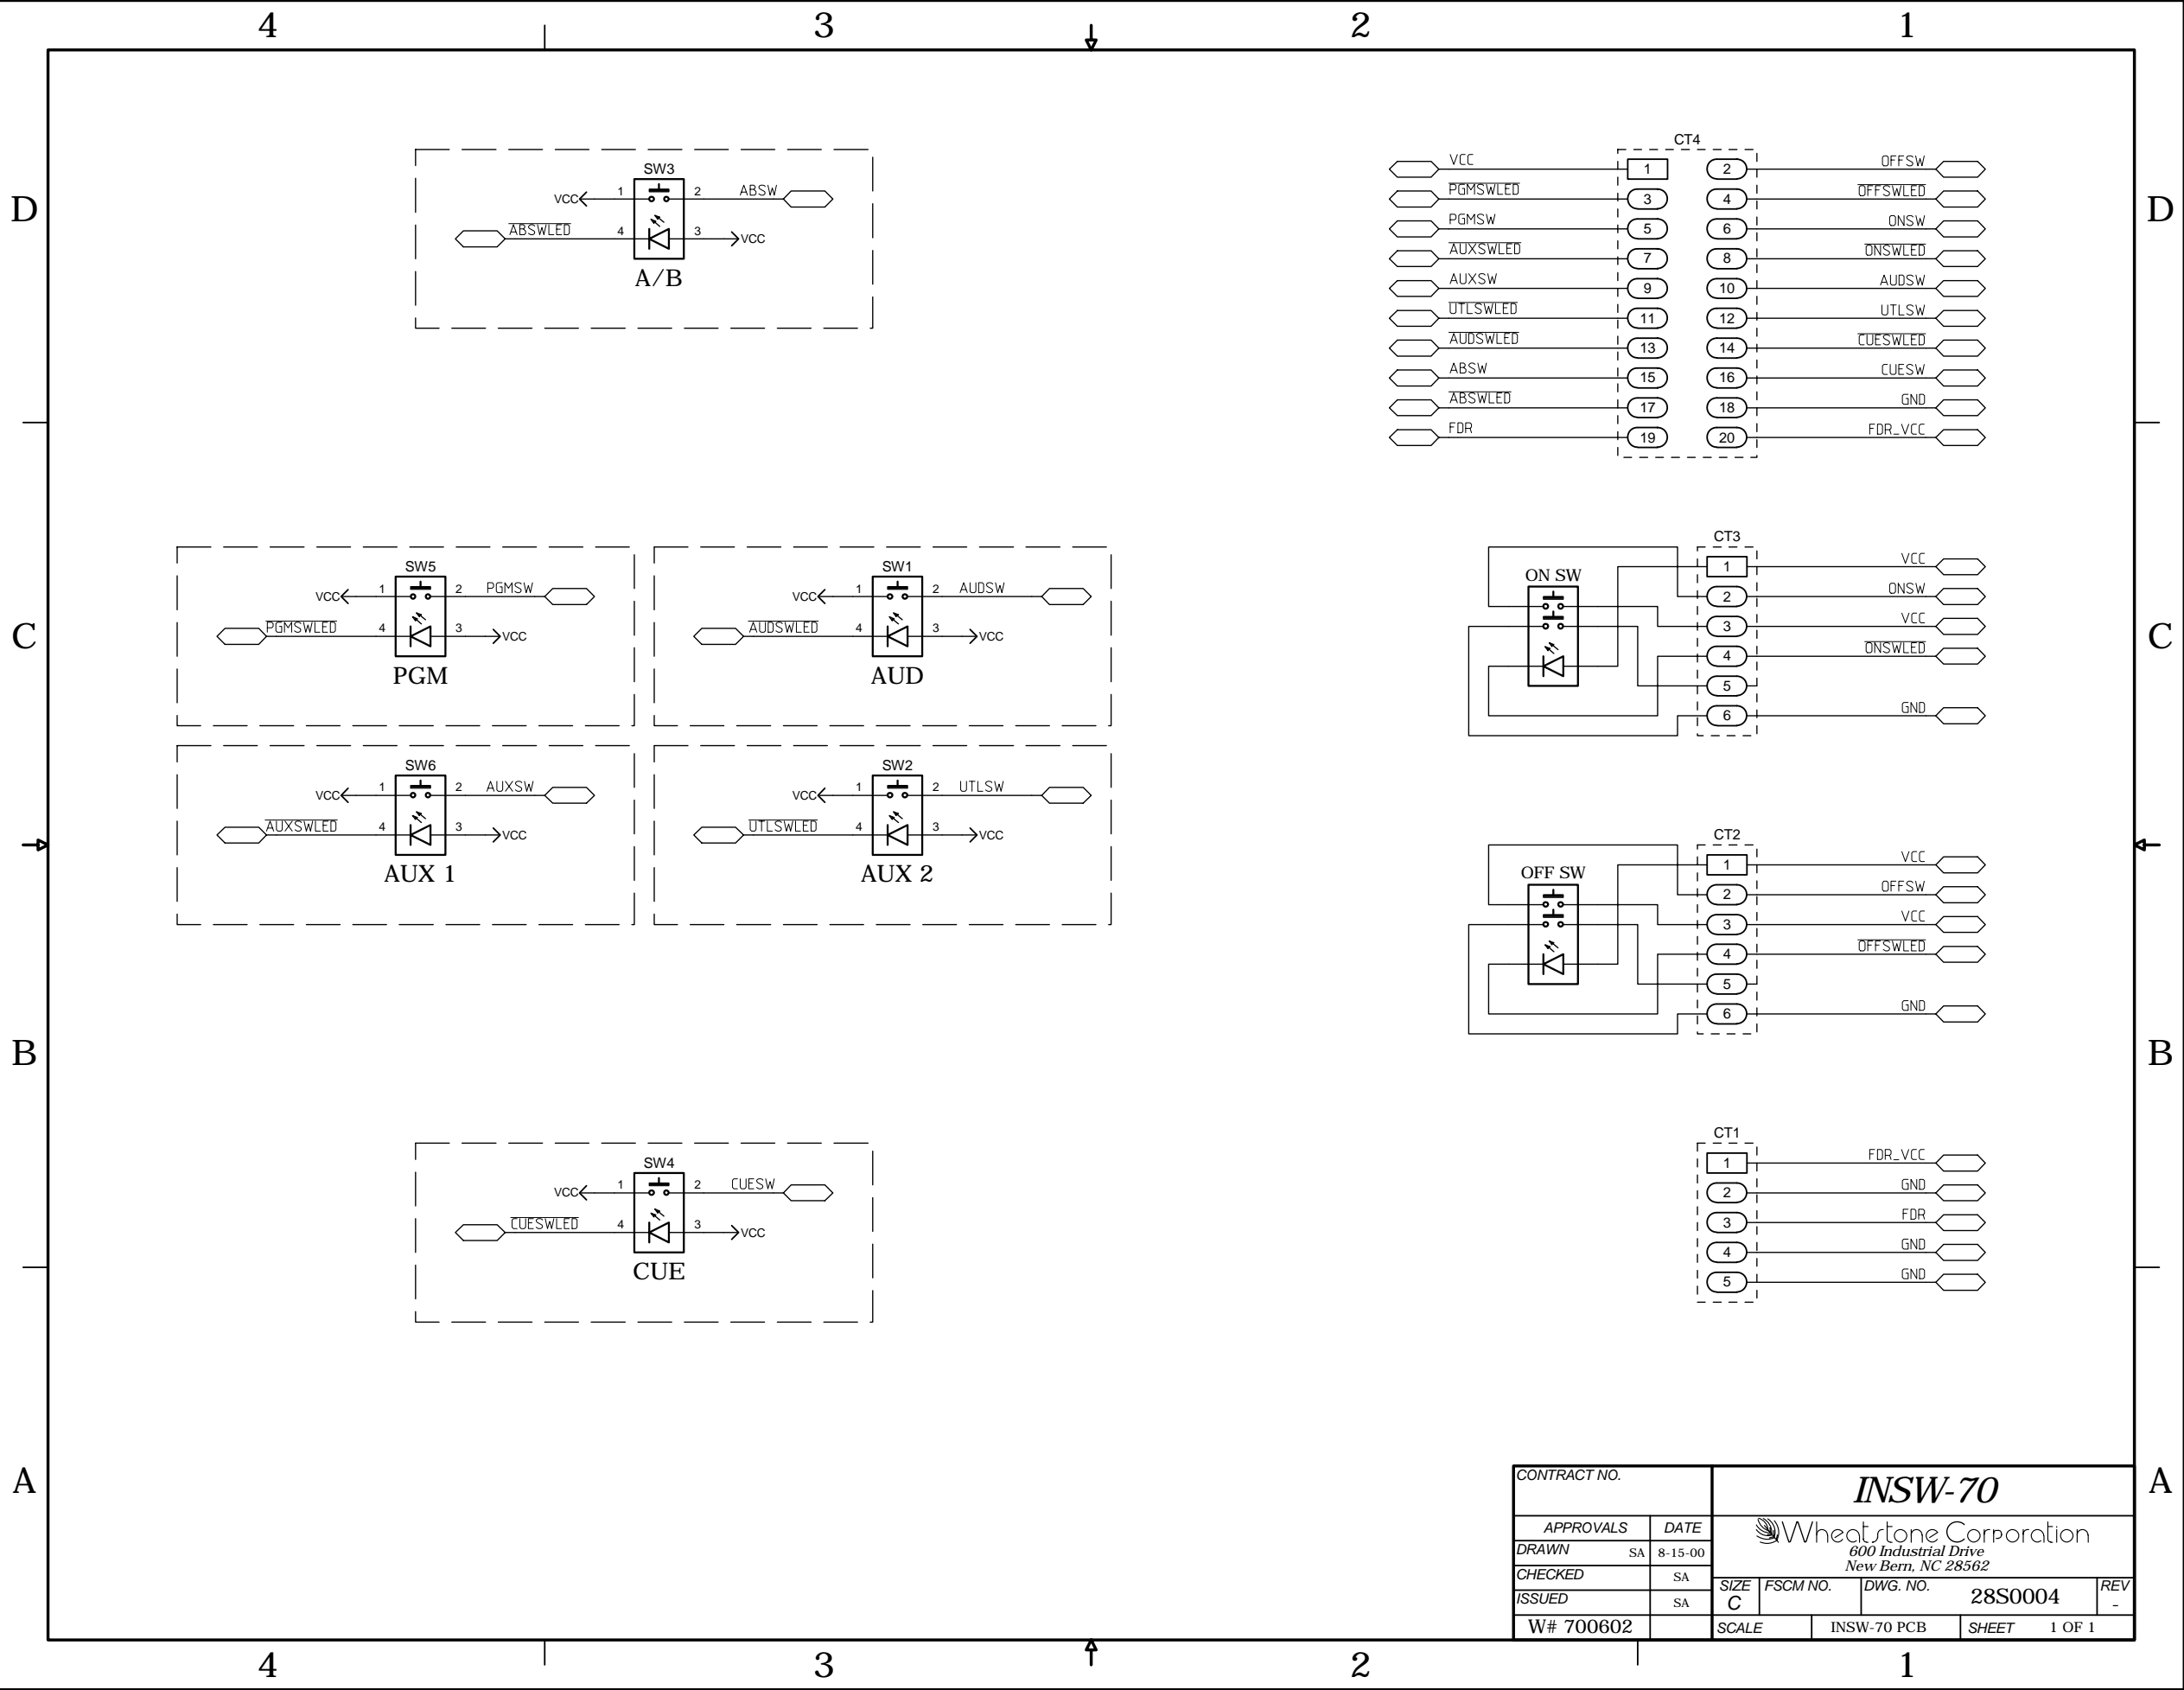 4 3 2 1
D D
C C
B B
A A
SW3
VCC 1 2 ABSW
ABSWLED 4 3 VCC
A/B
SW5
VCC 1 2 PGMSW
PGMSWLED 4 3 VCC
PGM
SW1
VCC 1 2 AUDSW
AUDSWLED 4 3 VCC
AUD
SW6
VCC 1 2 AUXSW
AUXSWLED 4 3 VCC
AUX 1
SW2
VCC 1 2 UTLSW
UTLSWLED 4 3 VCC
AUX 2
SW4
VCC 1 2 CUESW
CUESWLED 4 3 VCC
CUE
CT4
VCC 1 2 OFFSW
PGMSWLED 3 4 OFFSWLED
PGMSW 5 6 ONSW
AUXSWLED 7 8 ONSWLED
AUXSW 9 10 AUDSW
UTLSWLED 11 12 UTLSW
AUDSWLED 13 14 CUESWLED
ABSW 15 16 CUESW
ABSWLED 17 18 GND
FDR 19 20 FDR_VCC
CT3
ON SW
1 VCC
2 ONSW
3 VCC
4 ONSWLED
5
6 GND
CT2
OFF SW
1 VCC
2 OFFSW
3 VCC
4 OFFSWLED
5
6 GND
CT1
1 FDR_VCC
2 GND
3 FDR
4 GND
5 GND
CONTRACT NO.
APPROVALS DATE
DRAWN SA 8-15-00
CHECKED SA
ISSUED SA
W# 700602
INSW-70
Wheatstone Corporation
600 Industrial Drive
New Bern, NC 28562
SIZE FSCM NO. DWG. NO. REV
C 28S0004 -
SCALE INSW-70 PCB SHEET 1 OF 1
4 3 2 1